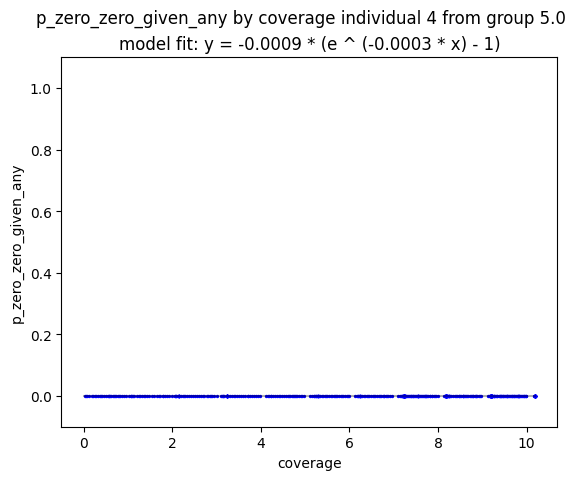 p_zero_zero_given_any by coverage individual 4 from group 5.0
model fit: y = -0.0009 * (e ^ (-0.0003 * x) - 1)
p_zero_zero_given_any
1.0
0.8
0.6
0.4
0.2
0.0
0 2 4 6 8 10
coverage